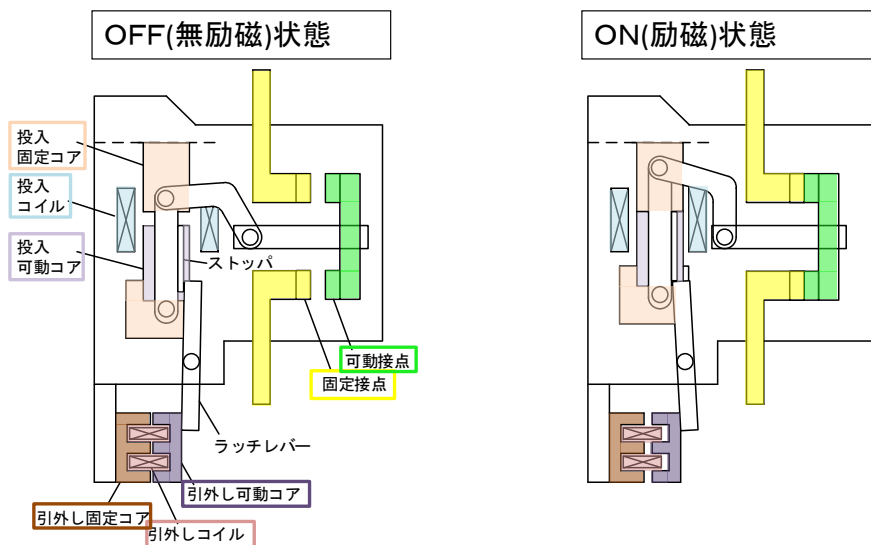 OFF(無励磁)状態
ON(励磁)状態
投入
固定コア
投入
コイル
投入
可動コア
ストッパ
可動接点
固定接点
ラッチレバー
引外し可動コア
引外し固定コア
引外しコイル